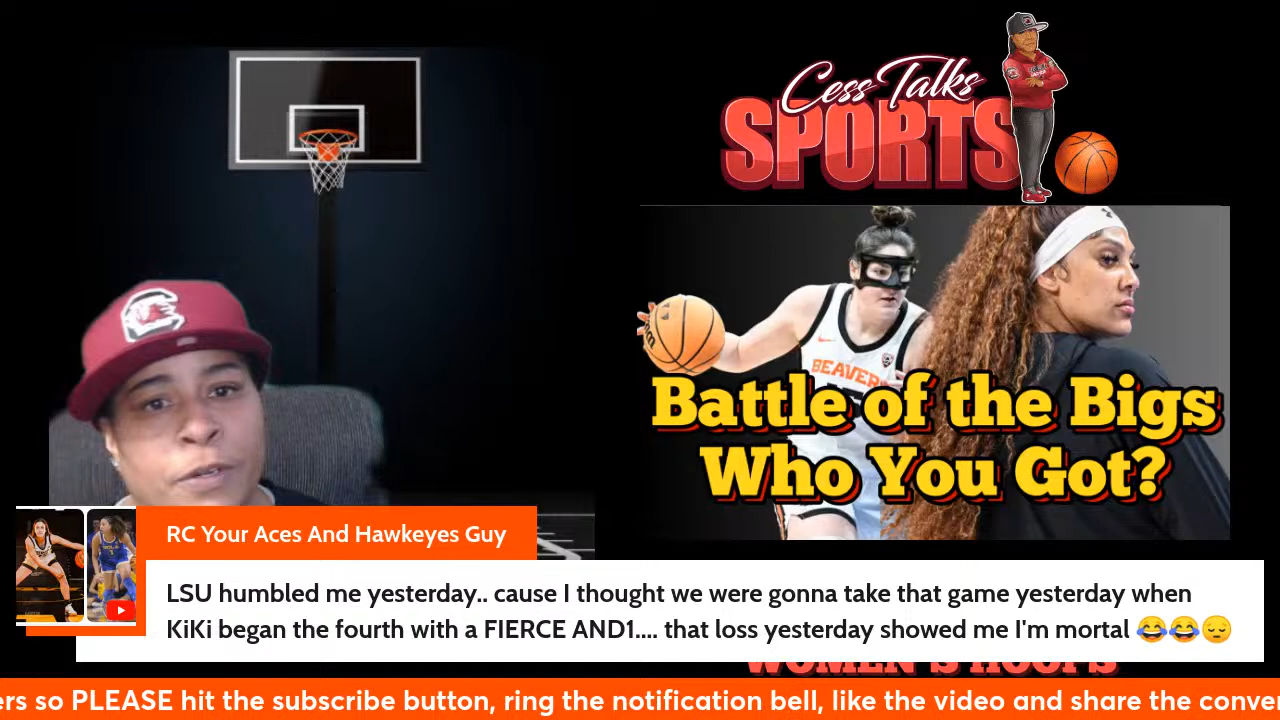 Cess Talks
SPORTS
BEAVERS
Battle of the Bigs
Who You Got?
RC Your Aces And Hawkeyes Guy
LSU humbled me yesterday.. cause I thought we were gonna take that game yesterday when
KiKi began the fourth with a FIERCE AND1.... that loss yesterday showed me I'm mortal 😂😂😔
WOMEN'S HOOPS
ers so PLEASE hit the subscribe button, ring the notification bell, like the video and share the conver